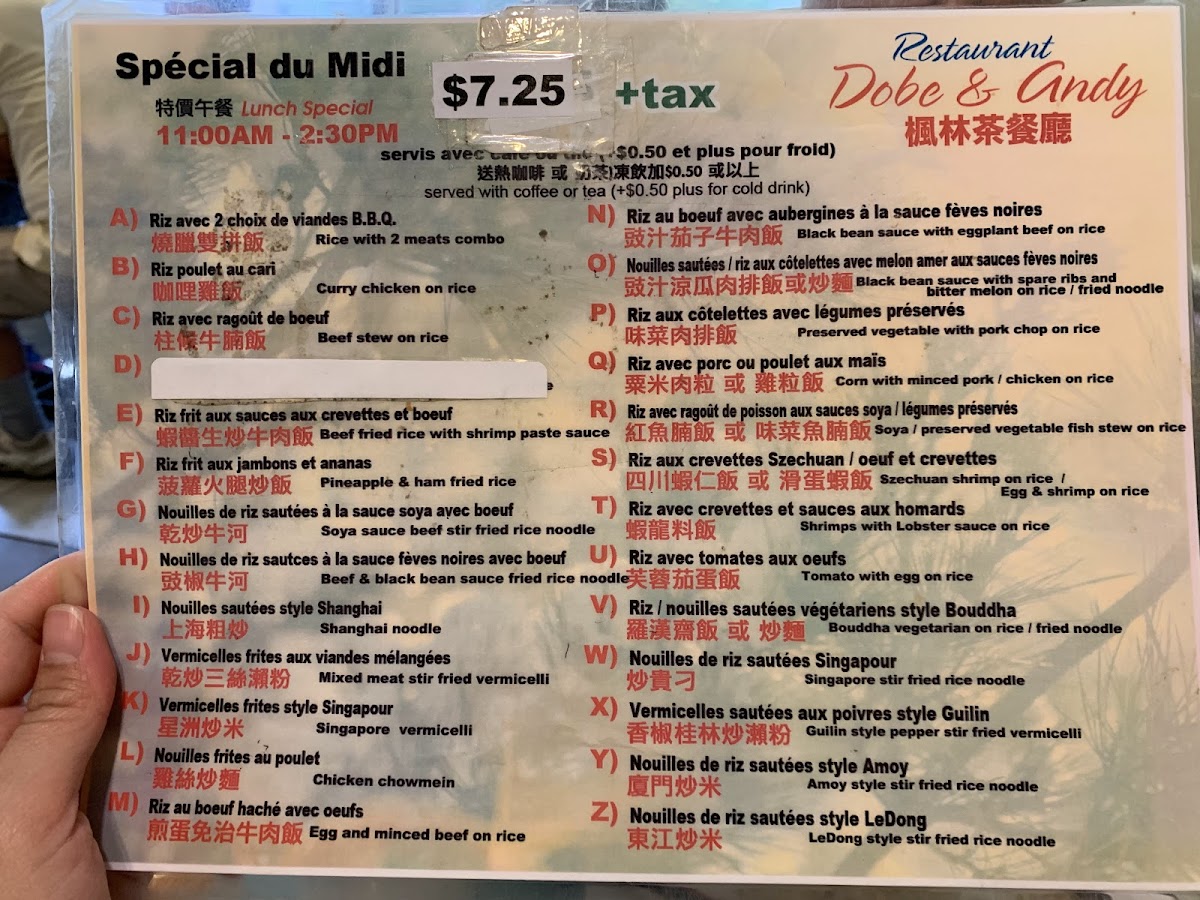 Spécial du Midi
特價午餐 Lunch Special
11:00AM - 2:30PM
$7.25 +tax
Restaurant
Dobe & Andy
楓林茶餐廳
servis avec café ou thé (+$0.50 et plus pour froid)
送熱咖啡 或 奶茶)凍飲加$0.50 或以上
served with coffee or tea (+$0.50 plus for cold drink)
A) Riz avec 2 choix de viandes B.B.Q.
燒臘雙拼飯 Rice with 2 meats combo
B) Riz poulet au cari
咖哩雞飯 Curry chicken on rice
C) Riz avec ragoût de boeuf
柱候牛腩飯 Beef stew on rice
D)
E) Riz frit aux sauces aux crevettes et boeuf
蝦醬生炒牛肉飯 Beef fried rice with shrimp paste sauce
F) Riz frit aux jambons et ananas
菠蘿火腿炒飯 Pineapple & ham fried rice
G) Nouilles de riz sautées à la sauce soya avec boeuf
乾炒牛河 Soya sauce beef stir fried rice noodle
H) Nouilles de riz sautces à la sauce fèves noires avec boeuf
豉椒牛河 Beef & black bean sauce fried rice noodle
I) Nouilles sautées style Shanghai
上海粗炒 Shanghai noodle
J) Vermicelles frites aux viandes mélangées
乾炒三絲瀨粉 Mixed meat stir fried vermicelli
K) Vermicelles frites style Singapour
星洲炒米 Singapore vermicelli
L) Nouilles frites au poulet
雞絲炒麵 Chicken chowmein
M) Riz au boeuf haché avec oeufs
煎蛋免治牛肉飯 Egg and minced beef on rice
N) Riz au boeuf avec aubergines à la sauce fèves noires
豉汁茄子牛肉飯 Black bean sauce with eggplant beef on rice
O) Nouilles sautées / riz aux côtelettes avec melon amer aux sauces fèves noires
豉汁涼瓜肉排飯或炒麵 Black bean sauce with spare ribs and
bitter melon on rice / fried noodle
P) Riz aux côtelettes avec légumes préservés
味菜肉排飯 Preserved vegetable with pork chop on rice
Q) Riz avec porc ou poulet aux maïs
粟米肉粒 或 雞粒飯 Corn with minced pork / chicken on rice
R) Riz avec ragoût de poisson aux sauces soya / légumes préservés
紅魚腩飯 或 味菜魚腩飯 Soya / preserved vegetable fish stew on rice
S) Riz aux crevettes Szechuan / oeuf et crevettes
四川蝦仁飯 或 滑蛋蝦飯 Szechuan shrimp on rice /
Egg & shrimp on rice
T) Riz avec crevettes et sauces aux homards
蝦龍料飯 Shrimps with Lobster sauce on rice
U) Riz avec tomates aux oeufs
芙蓉茄蛋飯 Tomato with egg on rice
V) Riz / nouilles sautées végétariens style Bouddha
羅漢齋飯 或 炒麵 Bouddha vegetarian on rice / fried noodle
W) Nouilles de riz sautées Singapour
炒貴刁 Singapore stir fried rice noodle
X) Vermicelles sautées aux poivres style Guilin
香椒桂林炒瀨粉 Guilin style pepper stir fried vermicelli
Y) Nouilles de riz sautées style Amoy
廈門炒米 Amoy style stir fried rice noodle
Z) Nouilles de riz sautées style LeDong
東江炒米 LeDong style stir fried rice noodle